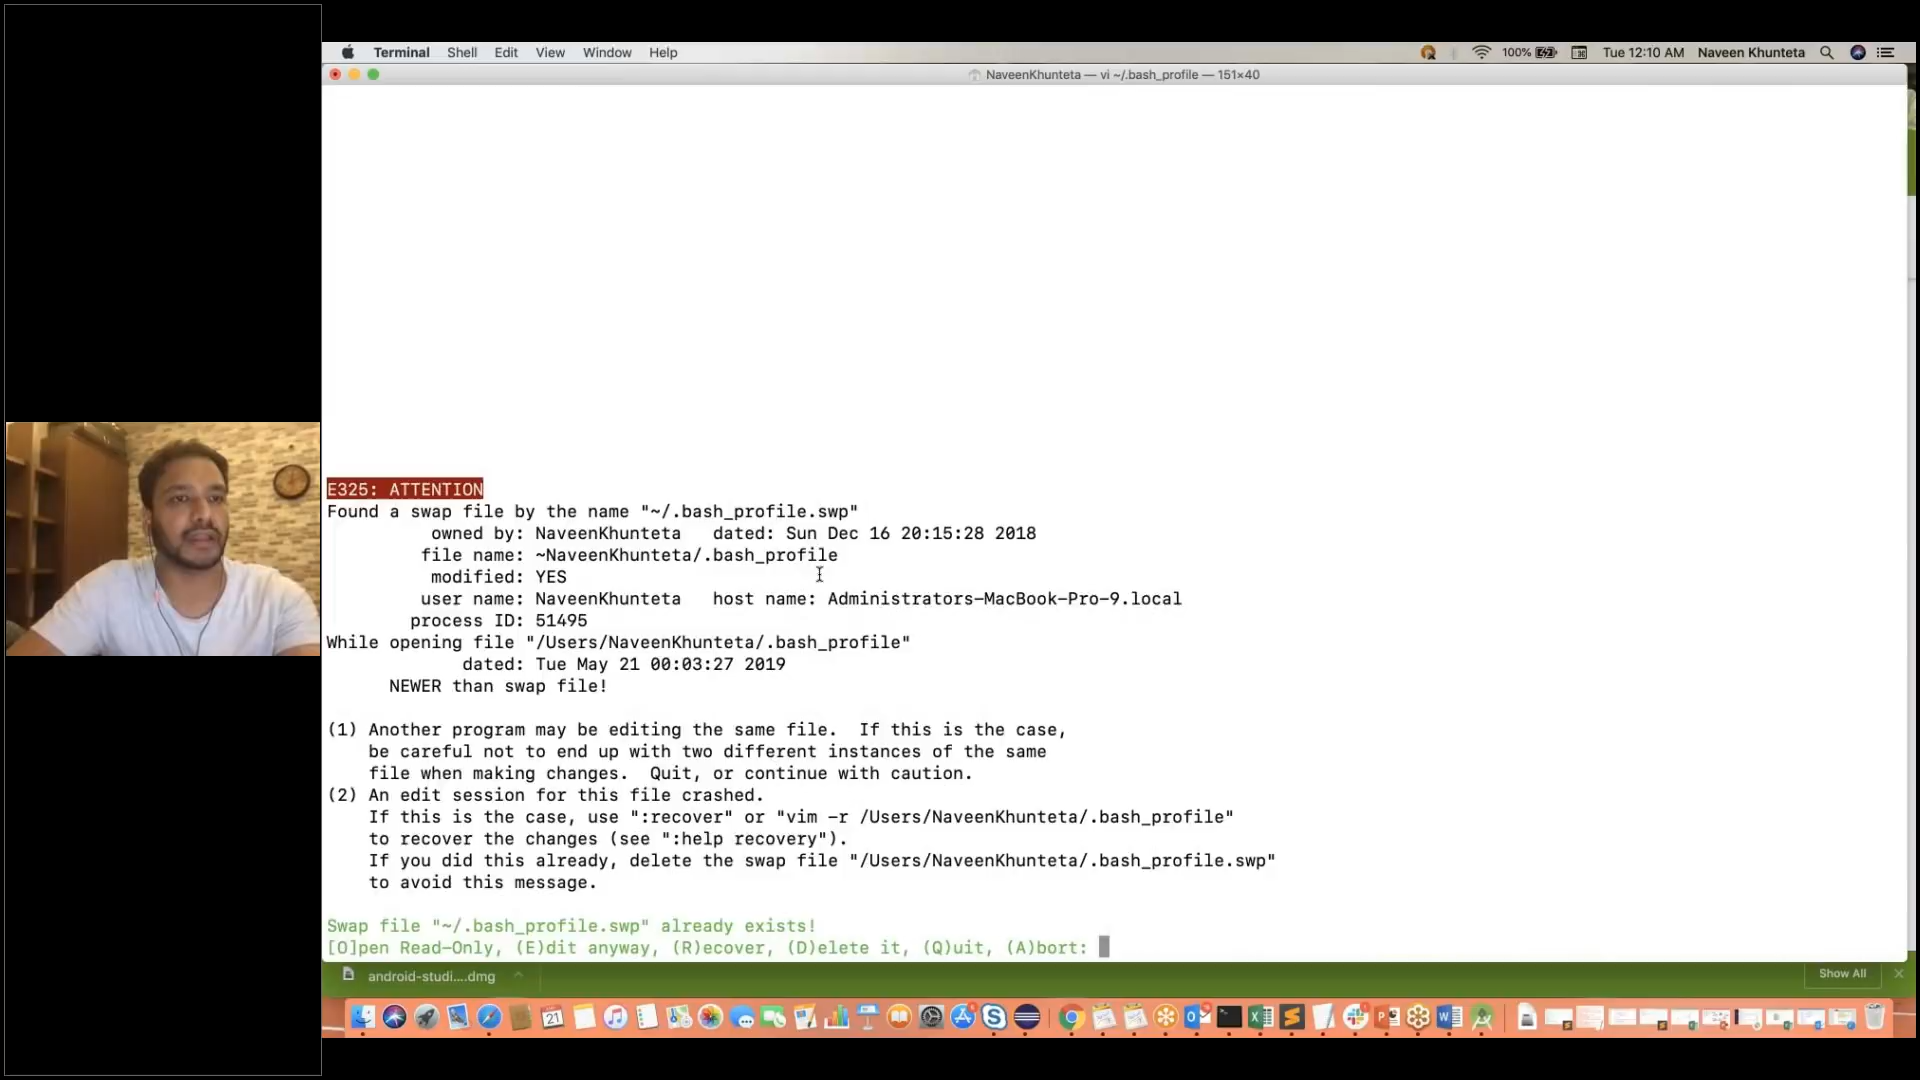 Terminal Shell Edit View Window Help 100% Tue 12:10 AM Naveen Khunteta
NaveenKhunteta — vi ~/.bash_profile — 151×40
E325: ATTENTION
Found a swap file by the name "~/.bash_profile.swp"
owned by: NaveenKhunteta dated: Sun Dec 16 20:15:28 2018
file name: ~NaveenKhunteta/.bash_profile
modified: YES
user name: NaveenKhunteta host name: Administrators-MacBook-Pro-9.local
process ID: 51495
While opening file "/Users/NaveenKhunteta/.bash_profile"
dated: Tue May 21 00:03:27 2019
NEWER than swap file!
(1) Another program may be editing the same file. If this is the case,
be careful not to end up with two different instances of the same
file when making changes. Quit, or continue with caution.
(2) An edit session for this file crashed.
If this is the case, use ":recover" or "vim -r /Users/NaveenKhunteta/.bash_profile"
to recover the changes (see ":help recovery").
If you did this already, delete the swap file "/Users/NaveenKhunteta/.bash_profile.swp"
to avoid this message.
Swap file "~/.bash_profile.swp" already exists!
[O]pen Read-Only, (E)dit anyway, (R)ecover, (D)elete it, (Q)uit, (A)bort:
android-studi....dmg Show All
21